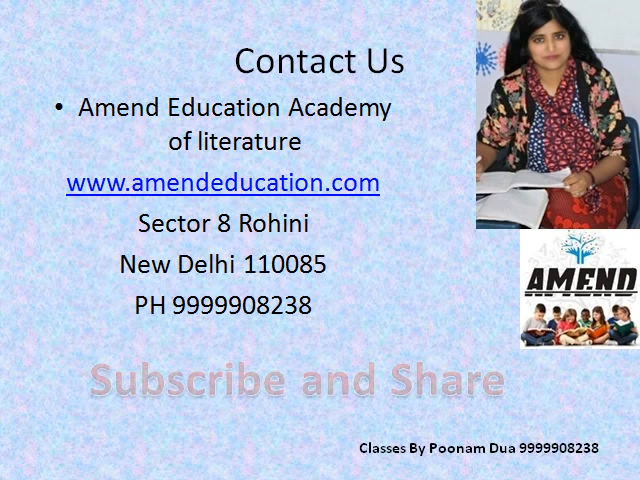 Contact Us
• Amend Education Academy
of literature
www.amendeducation.com
Sector 8 Rohini
New Delhi 110085
PH 9999908238
AMEND
Subscribe and Share
Classes By Poonam Dua 9999908238